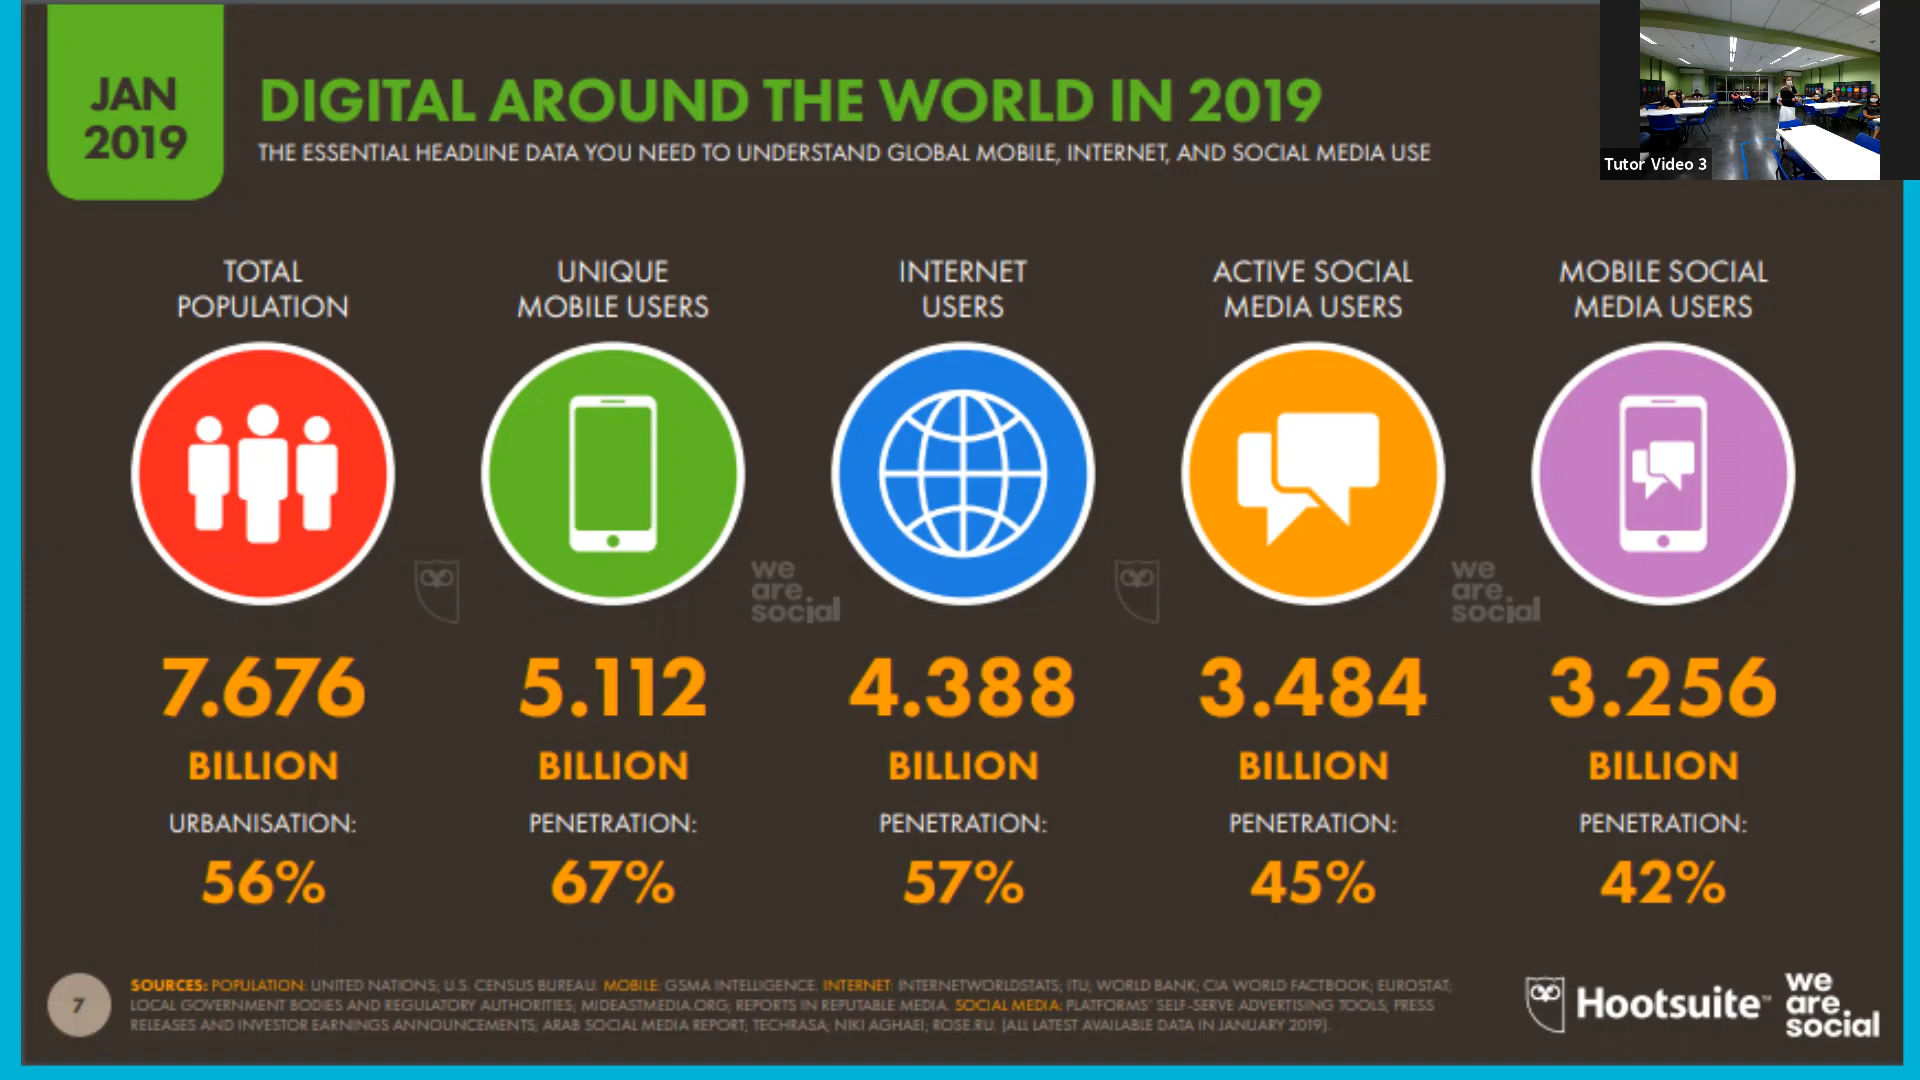 JAN
2019
DIGITAL AROUND THE WORLD IN 2019
THE ESSENTIAL HEADLINE DATA YOU NEED TO UNDERSTAND GLOBAL MOBILE, INTERNET, AND SOCIAL MEDIA USE
Tutor Video 3
TOTAL
POPULATION
UNIQUE
MOBILE USERS
INTERNET
USERS
ACTIVE SOCIAL
MEDIA USERS
MOBILE SOCIAL
MEDIA USERS
we
are.
social
we
are.
social
7.676
BILLION
URBANISATION:
56%
5.112
BILLION
PENETRATION:
67%
4.388
BILLION
PENETRATION:
57%
3.484
BILLION
PENETRATION:
45%
3.256
BILLION
PENETRATION:
42%
7
SOURCES: POPULATION: UNITED NATIONS; U.S. CENSUS BUREAU. MOBILE: GSMA INTELLIGENCE. INTERNET: INTERNETWORLDSTATS; ITU; WORLD BANK; CIA WORLD FACTBOOK; EUROSTAT;
LOCAL GOVERNMENT BODIES AND REGULATORY AUTHORITIES; MIDEASTMEDIA.ORG; REPORTS IN REPUTABLE MEDIA. SOCIAL MEDIA: PLATFORMS' SELF-SERVE ADVERTISING TOOLS; PRESS
RELEASES AND INVESTOR EARNINGS ANNOUNCEMENTS; ARAB SOCIAL MEDIA REPORT; TECHRASA; NIKI AGHAEI; ROSE.RU. (ALL LATEST AVAILABLE DATA IN JANUARY 2019).
Hootsuite™
we
are.
social